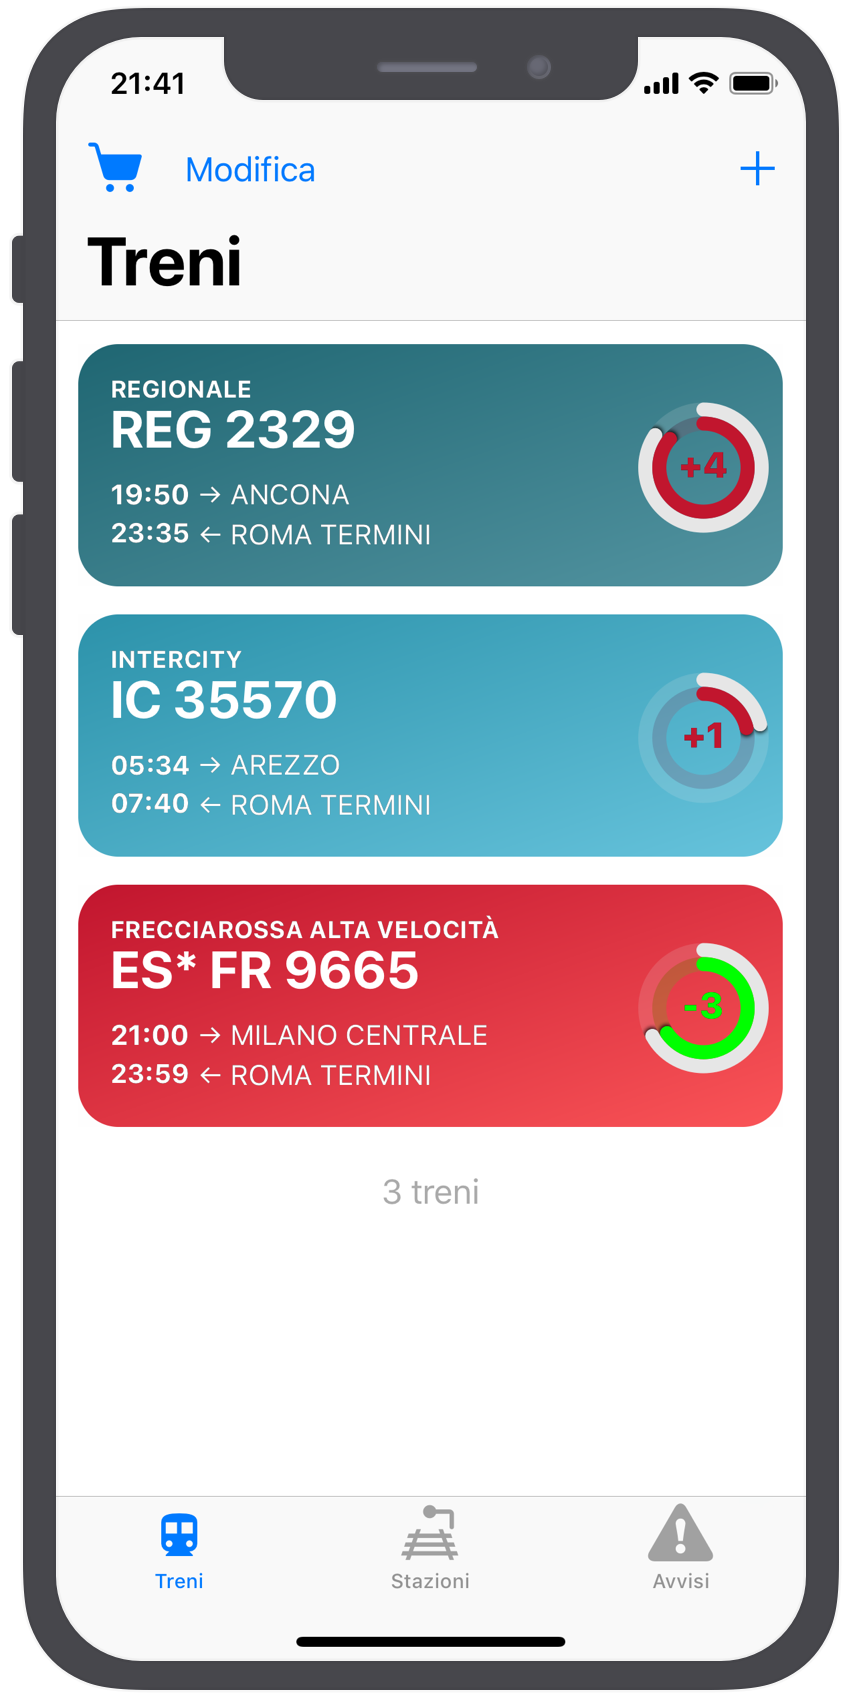 21:41
Modifica
Treni
REGIONALE
REG 2329
19:50 → ANCONA
23:35 ← ROMA TERMINI
+4
INTERCITY
IC 35570
05:34 → AREZZO
07:40 ← ROMA TERMINI
+1
FRECCIAROSSA ALTA VELOCITÀ
ES* FR 9665
21:00 → MILANO CENTRALE
23:59 ← ROMA TERMINI
-3
3 treni
Treni
Stazioni
Avvisi